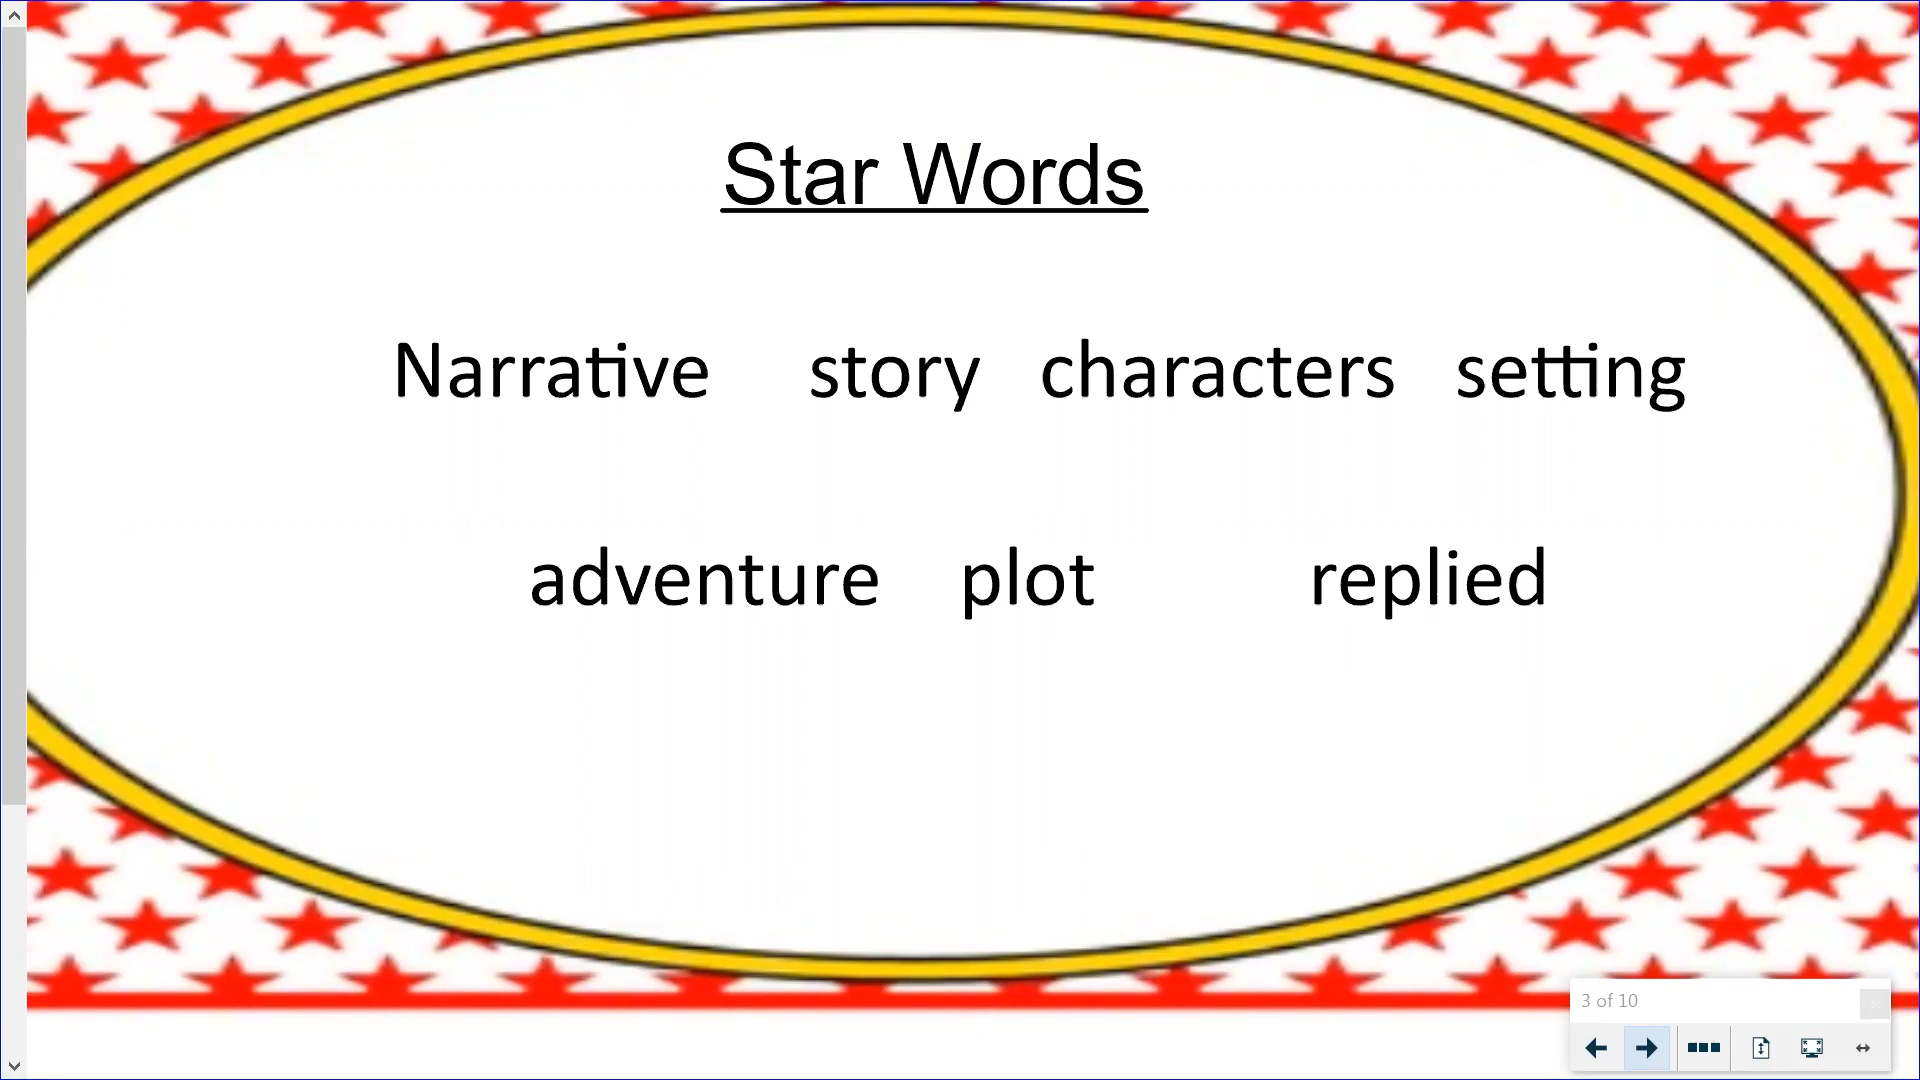 Star Words
Narrative story characters setting
adventure plot replied
3 of 10